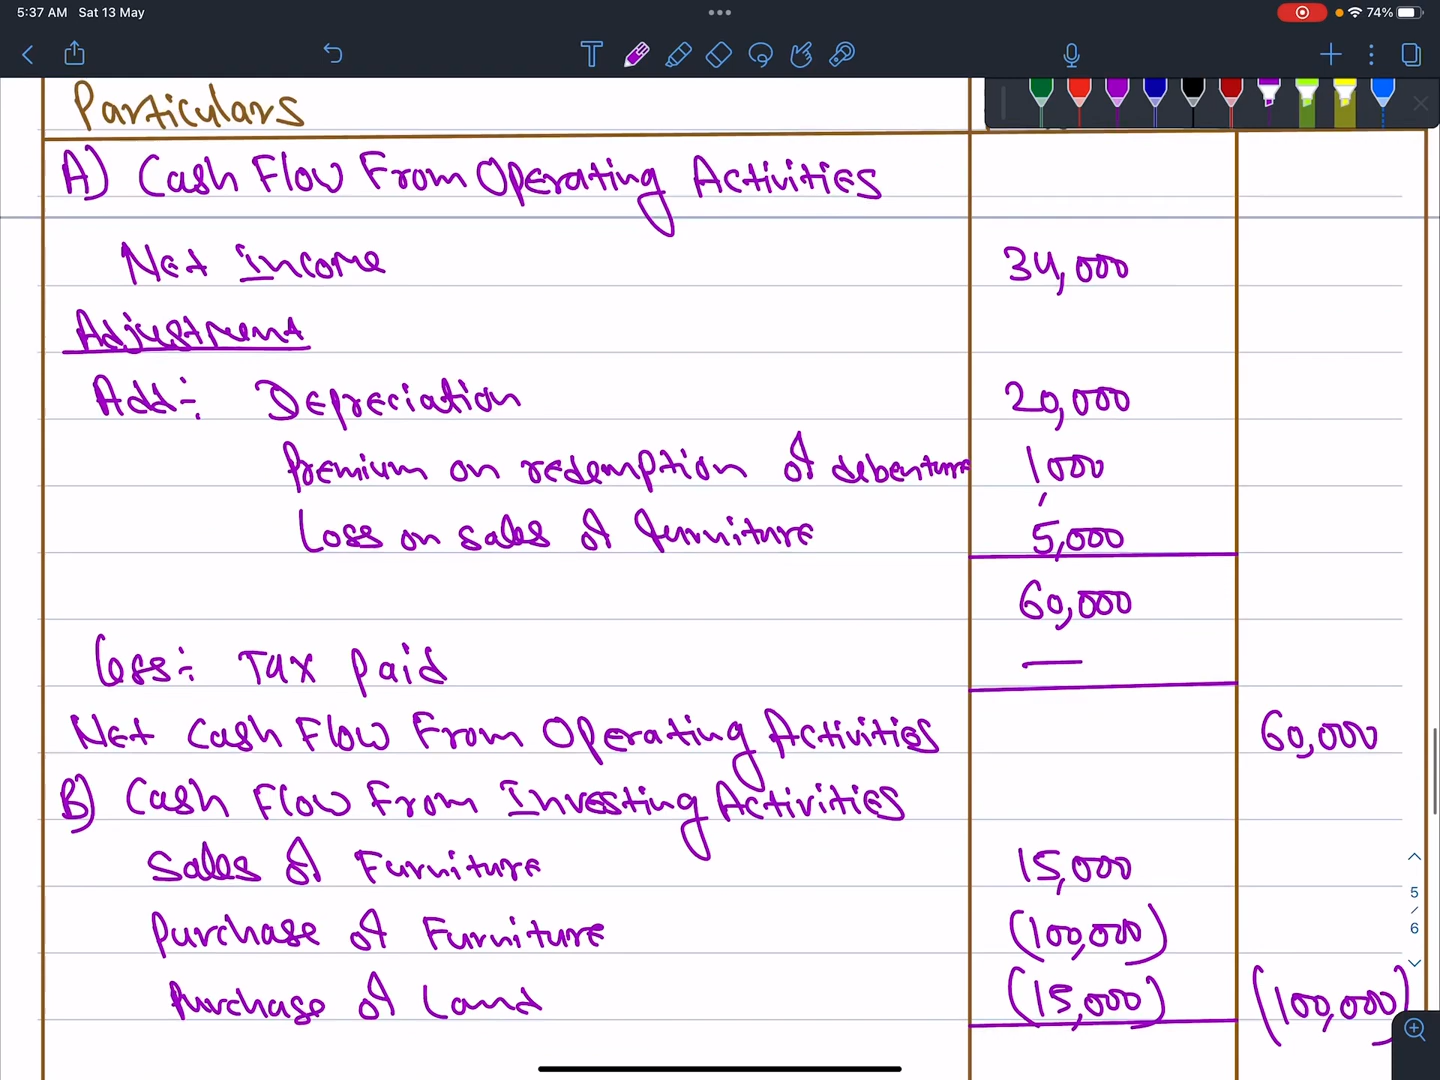 5:37 AM Sat 13 May
74%
Particulars
A) Cash Flow From Operating Activities
Net income 34,000
Adjustment
Add:- Depreciation 20,000
Premium on redemption of debenture 1,000
Loss on sales of furniture 5,000
60,000
Less:- Tax paid —
Net Cash Flow From Operating Activities 60,000
B) Cash Flow From Investing Activities
Sales of Furniture 15,000
Purchase of Furniture (100,000)
Purchase of Land (15,000) (100,000)
5
/
6